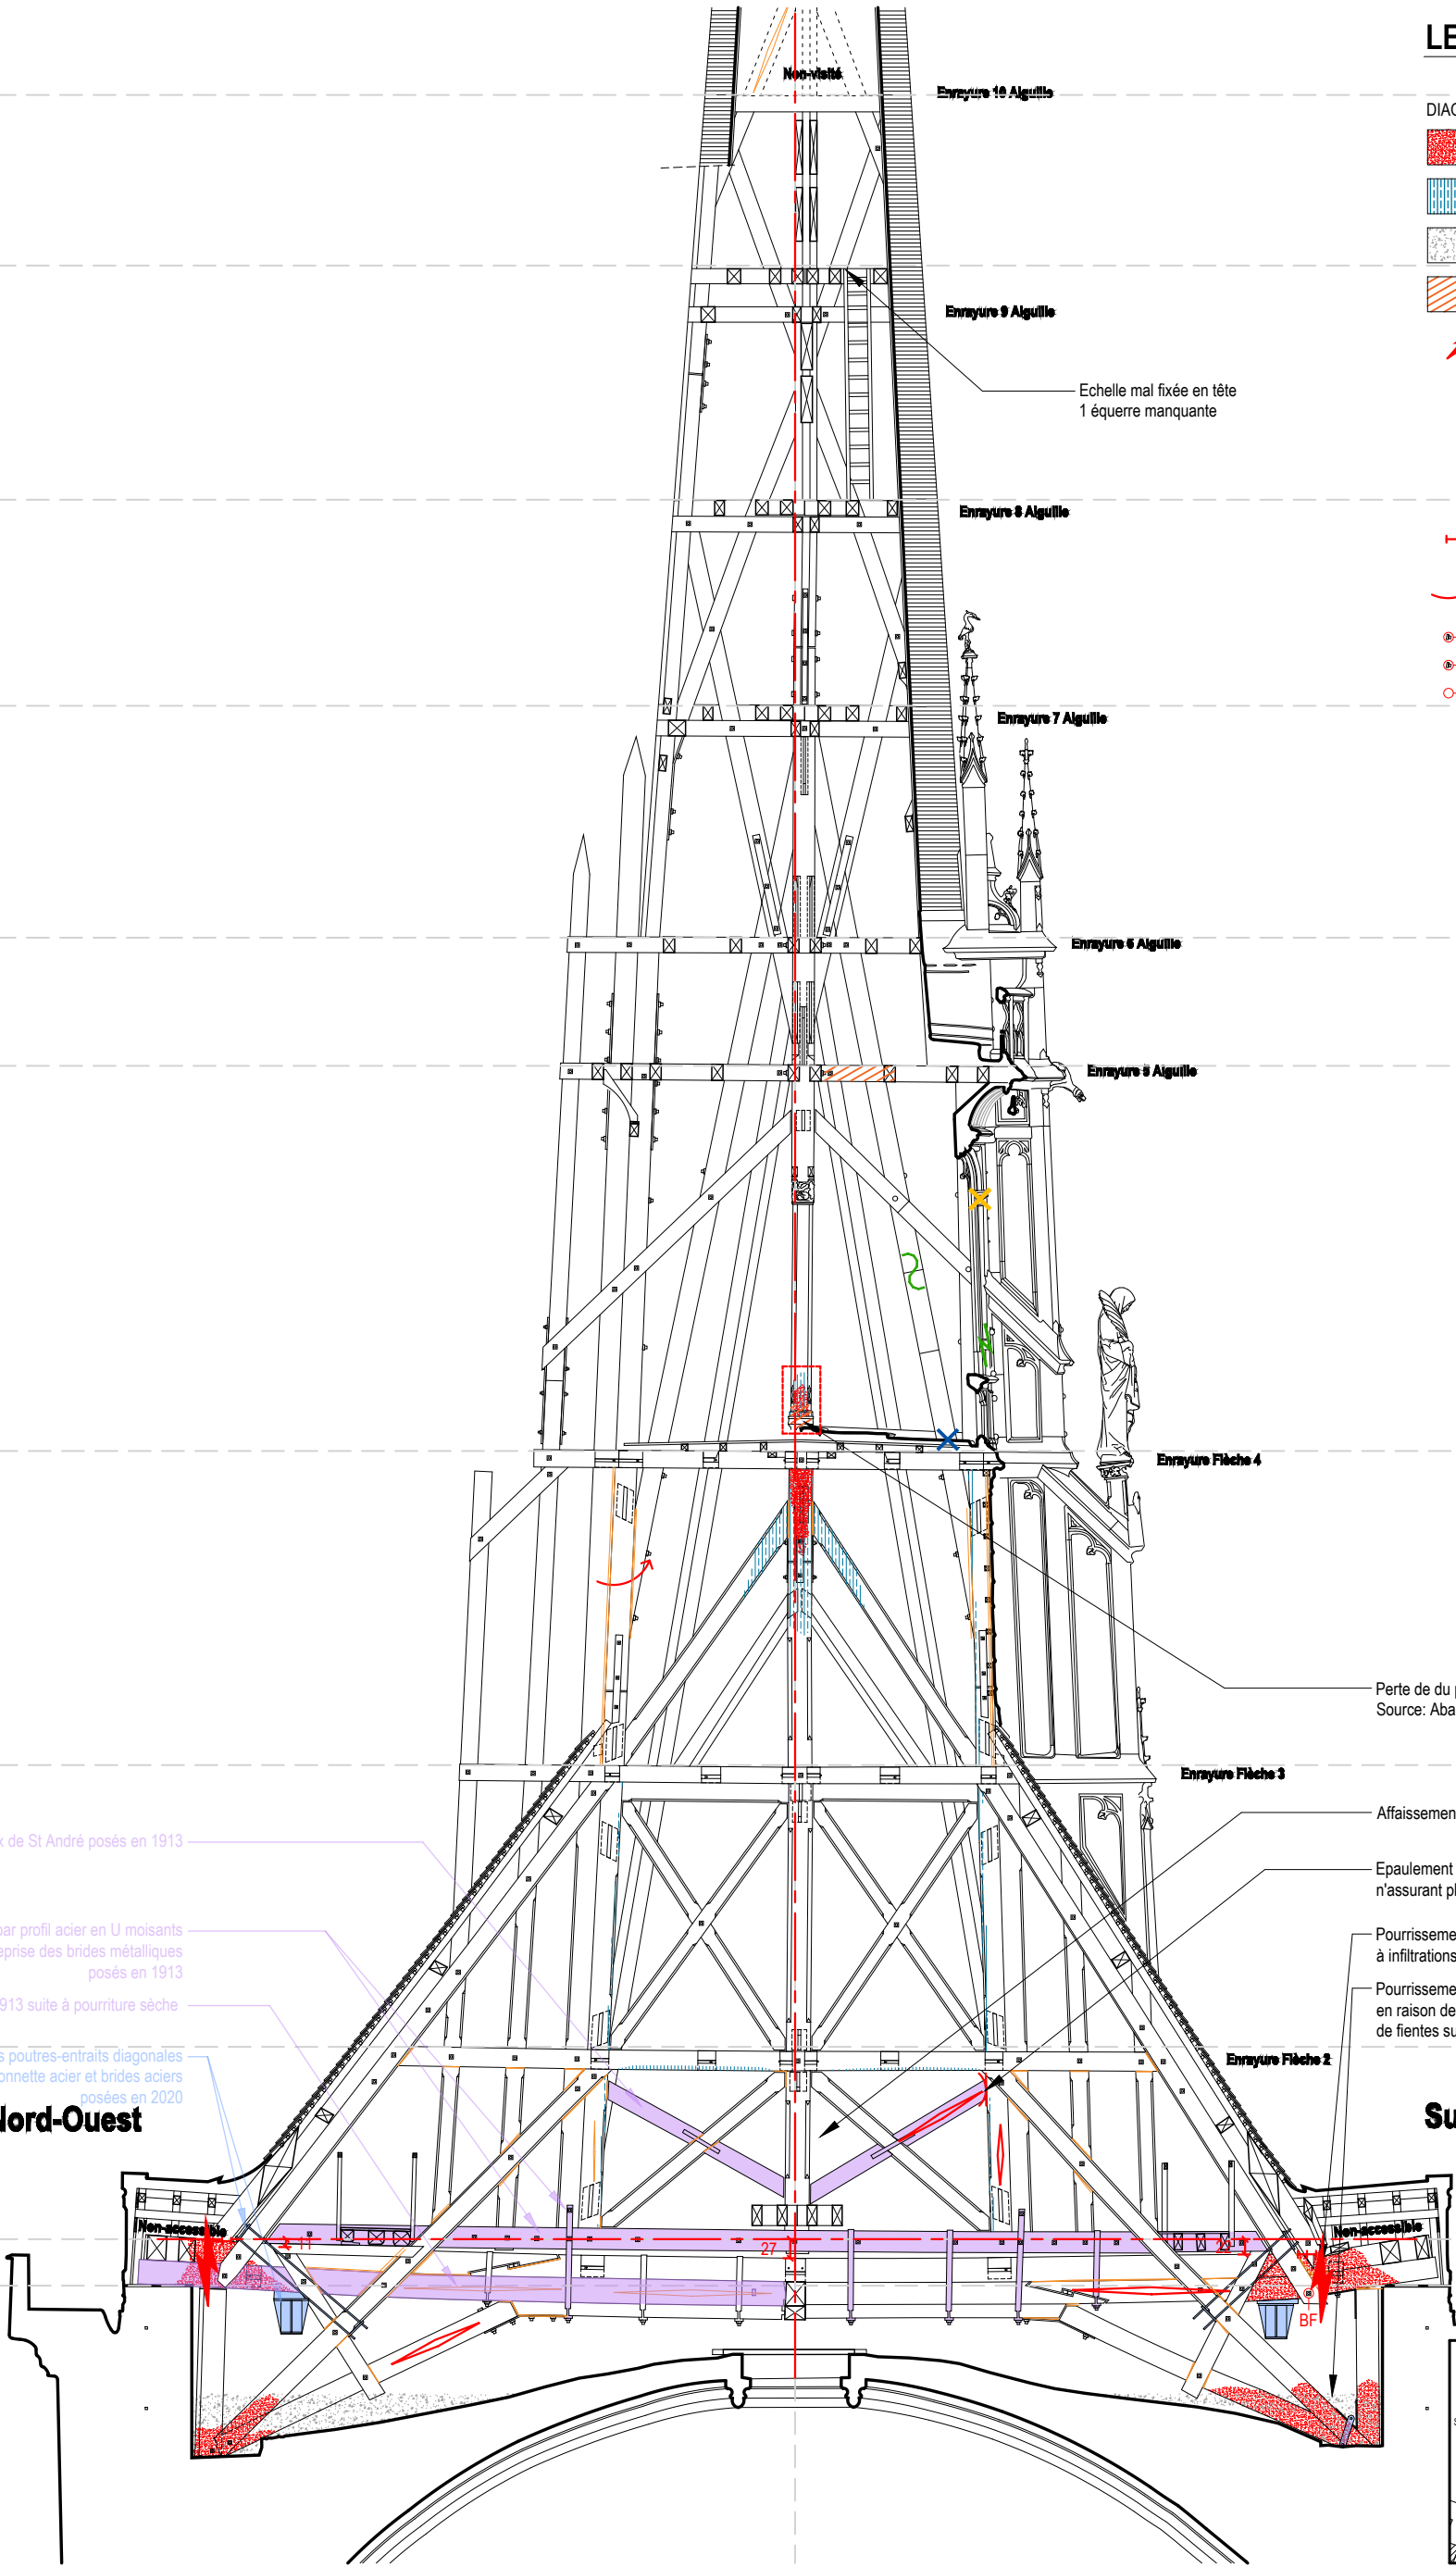 LE
DIAC
Non-visité
Enrayure 10 Aiguille
Enrayure 9 Aiguille
Echelle mal fixée en tête
1 équerre manquante
Enrayure 8 Aiguille
Enrayure 7 Aiguille
Enrayure 6 Aiguille
Enrayure 5 Aiguille
Enrayure Flèche 4
Perte de du p
Source: Aba
Enrayure Flèche 3
Affaissemen
x de St André posés en 1913
Epaulement
n'assurant pl
par profil acier en U moisants
eprise des brides métalliques
posés en 1913
Pourrisseme
à infiltrations
Pourrisseme
en raison de
de fientes su
913 suite à pourriture sèche
s poutres-entraits diagonales
onnette acier et brides aciers
posées en 2020
Enrayure Flèche 2
Nord-Ouest
Su
Non-accessible
Non-accessible
11
27
22
BF